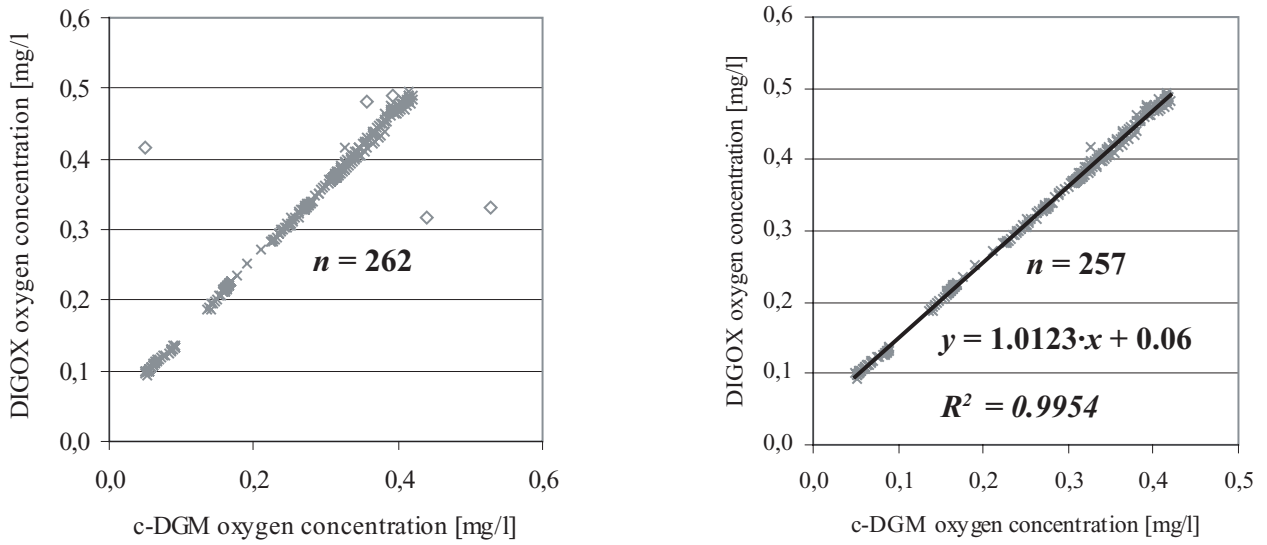 DIGOX oxygen concentration [mg/l
0,6
0,5
0,4
0,3
0,2
0,1
0,0
n = 262
0,0 0,2 0,4 0,6
c-DGM oxygen concentration [mg/l]
DIGOX oxygen concentration [mg/l]
0,6
0,5
0,4
0,3
0,2
0,1
0,0
n = 257
y = 1.0123·x + 0.06
R² = 0.9954
0,0 0,1 0,2 0,3 0,4 0,5
c-DGM oxygen concentration [mg/l]